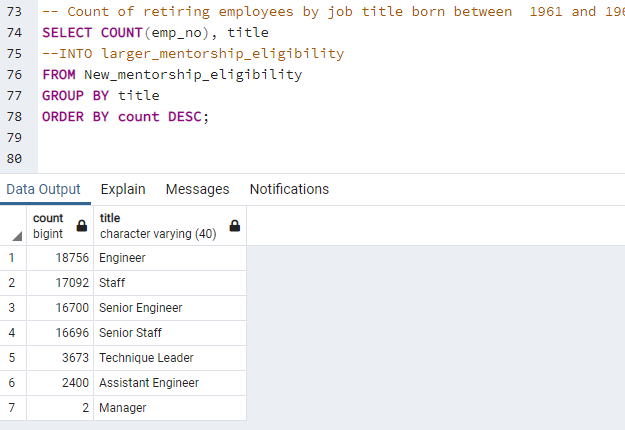 73 -- Count of retiring employees by job title born between  1961 and 196
74 SELECT COUNT(emp_no), title
75 --INTO larger_mentorship_eligibility
76 FROM New_mentorship_eligibility
77 GROUP BY title
78 ORDER BY count DESC;
79
80
Data Output Explain Messages Notifications
count title
bigint character varying (40)
1 18756 Engineer
2 17092 Staff
3 16700 Senior Engineer
4 16696 Senior Staff
5 3673 Technique Leader
6 2400 Assistant Engineer
7 2 Manager